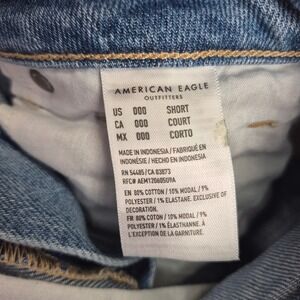 AMERICAN EAGLE
OUTFITTERS
US 000 SHORT
CA 000 COURT
MX 000 CORTO
MADE IN INDONESIA / FABRIQUÉ EN
INDONÉSIE / HECHO EN INDONESIA
RN 54485/CA 03873
RFC# AEM1206050S9A
EN 80% COTTON / 10% MODAL / 9%
POLYESTER / 1% ELASTANE. EXCLUSIVE OF
DECORATION.
FR 80% COTON / 10% MODAL / 9%
POLYESTER / 1% ÉLASTHANNE. À
L'EXCEPTION DE LA GARNITURE.